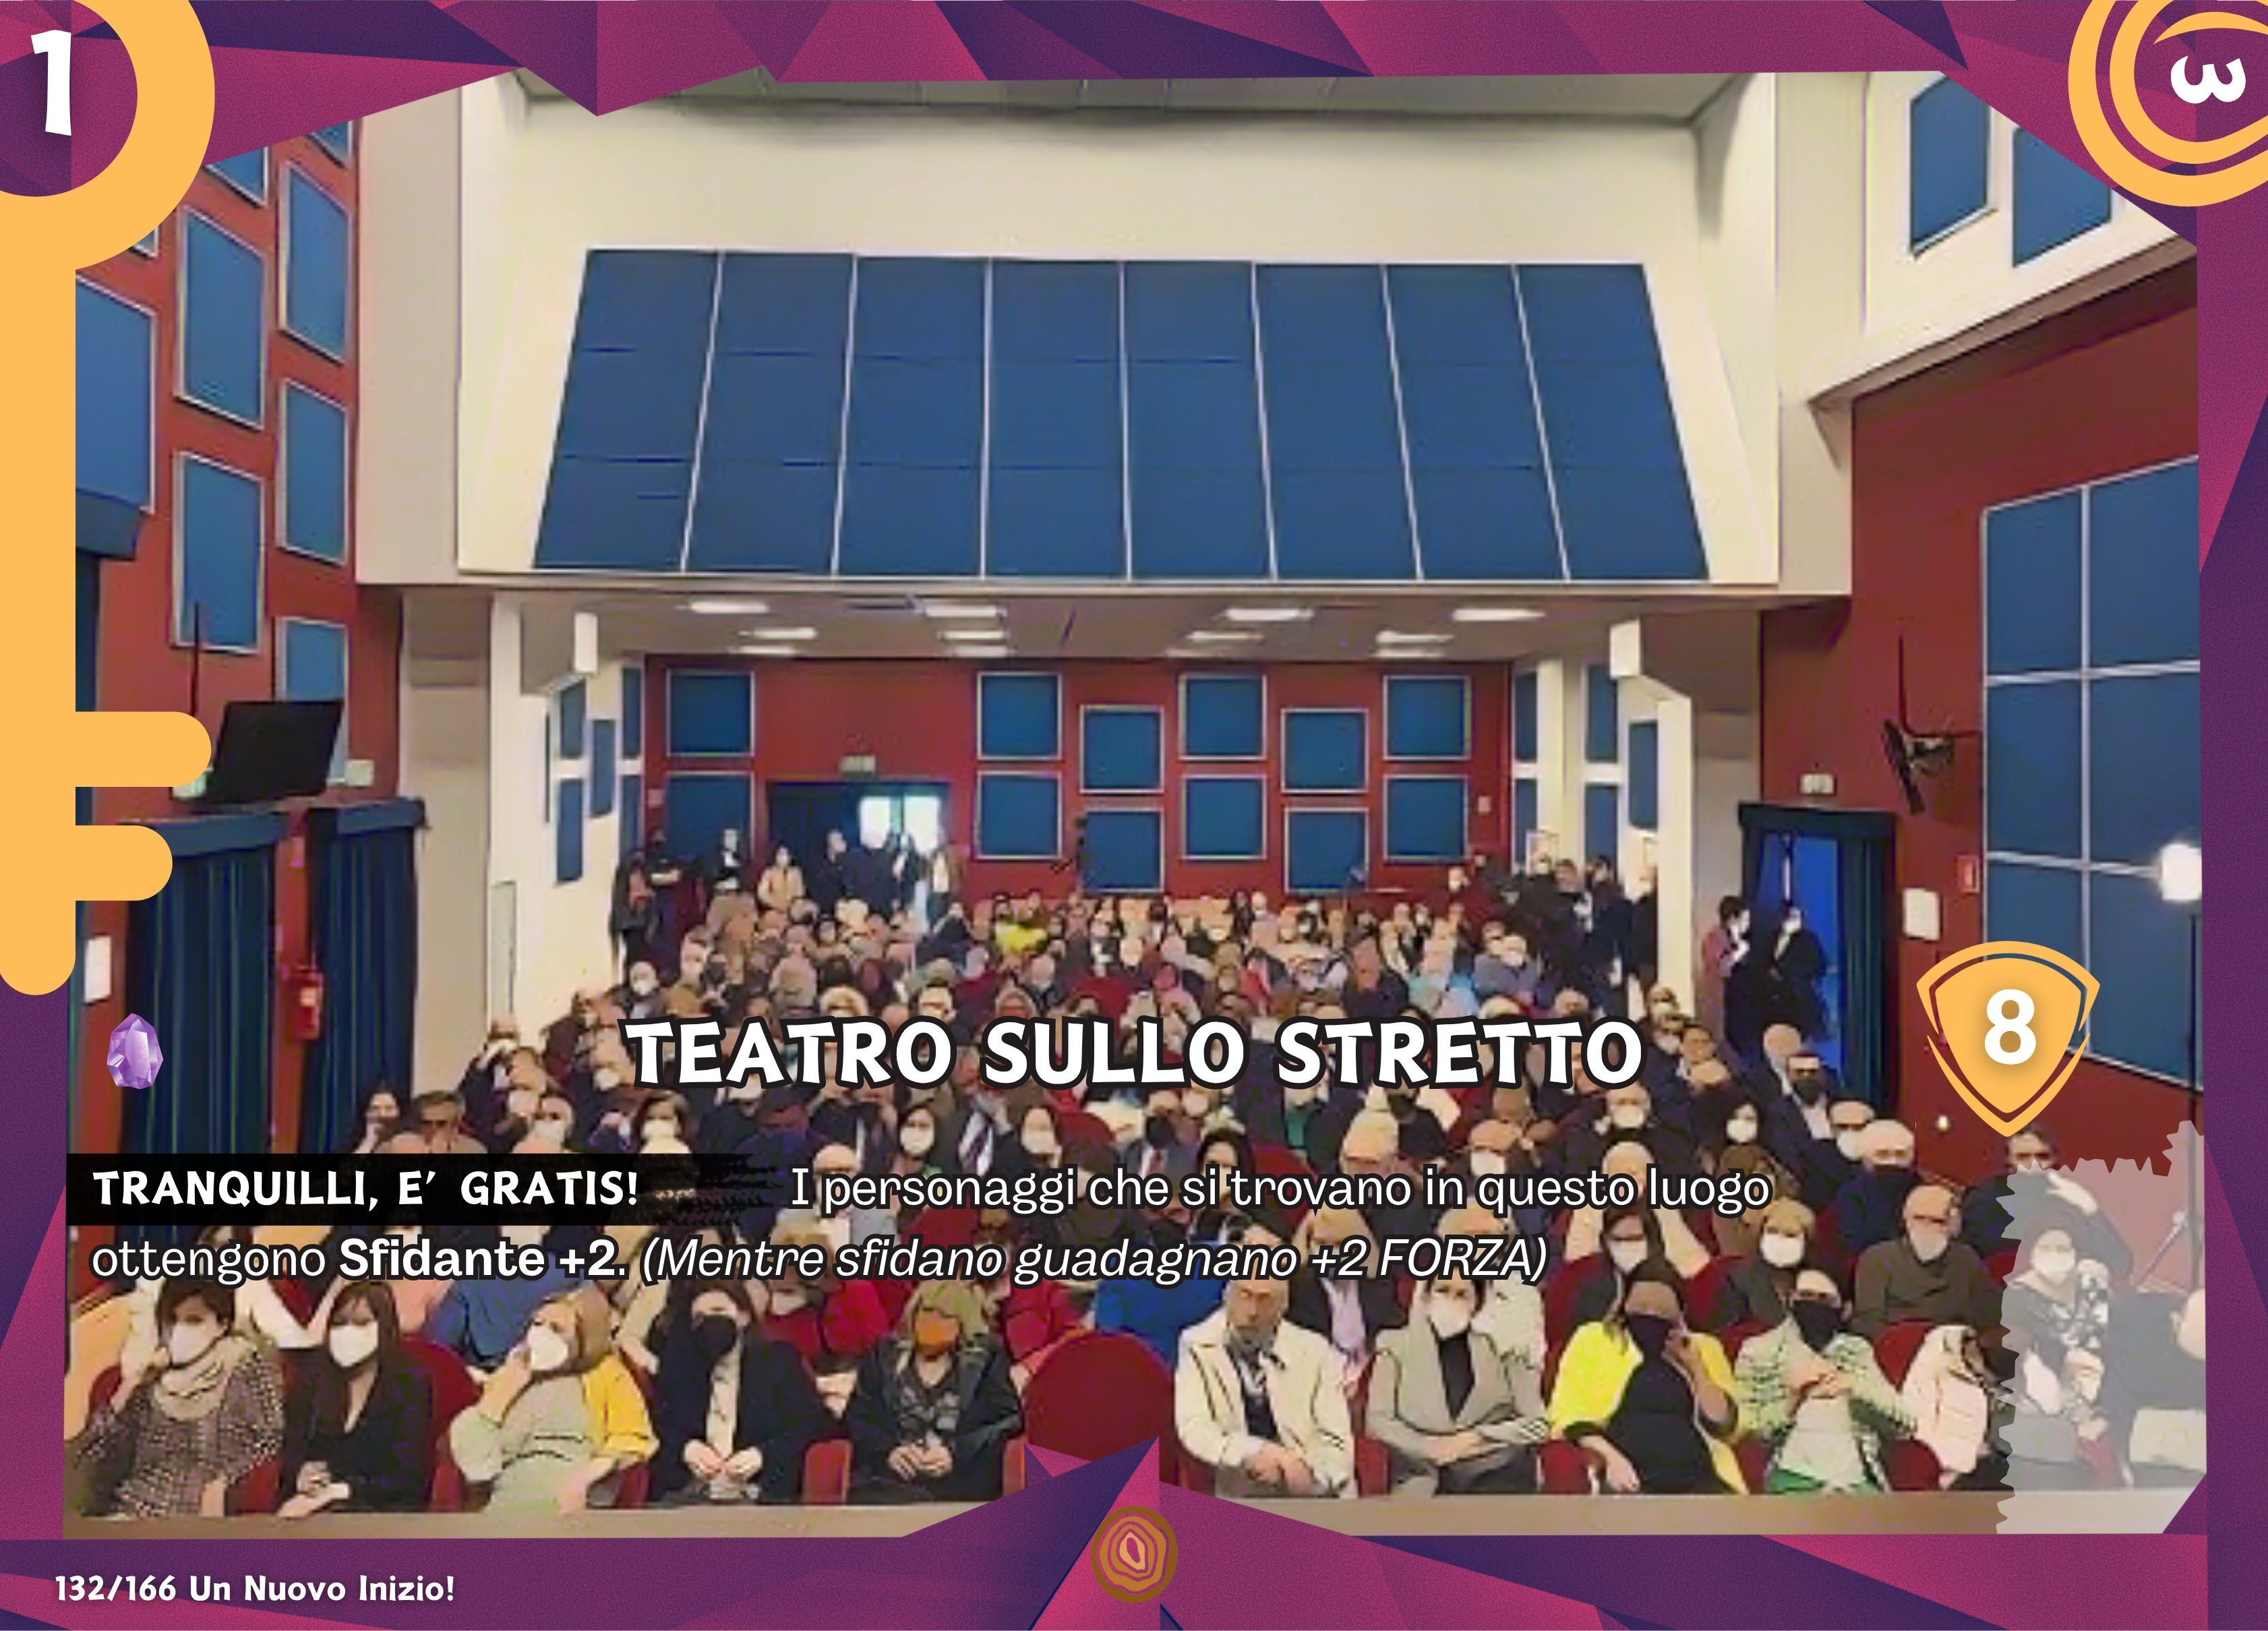 1
3
TEATRO SULLO STRETTO
8
TRANQUILLI, E' GRATIS! I personaggi che si trovano in questo luogo
ottengono Sfidante +2. (Mentre sfidano guadagnano +2 FORZA)
132/166 Un Nuovo Inizio!